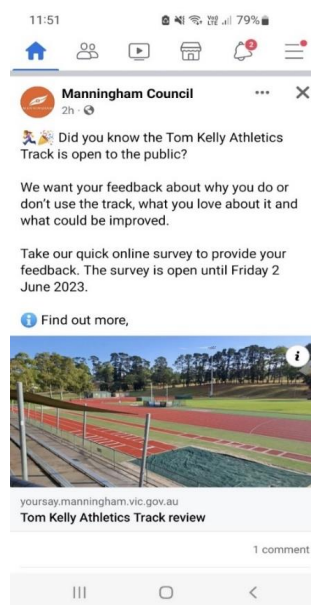 11:51
79%
2
Manningham Council
2h
Did you know the Tom Kelly Athletics
Track is open to the public?
We want your feedback about why you do or
don't use the track, what you love about it and
what could be improved.
Take our quick online survey to provide your
feedback. The survey is open until Friday 2
June 2023.
Find out more,
yoursay.manningham.vic.gov.au
Tom Kelly Athletics Track review
1 comment